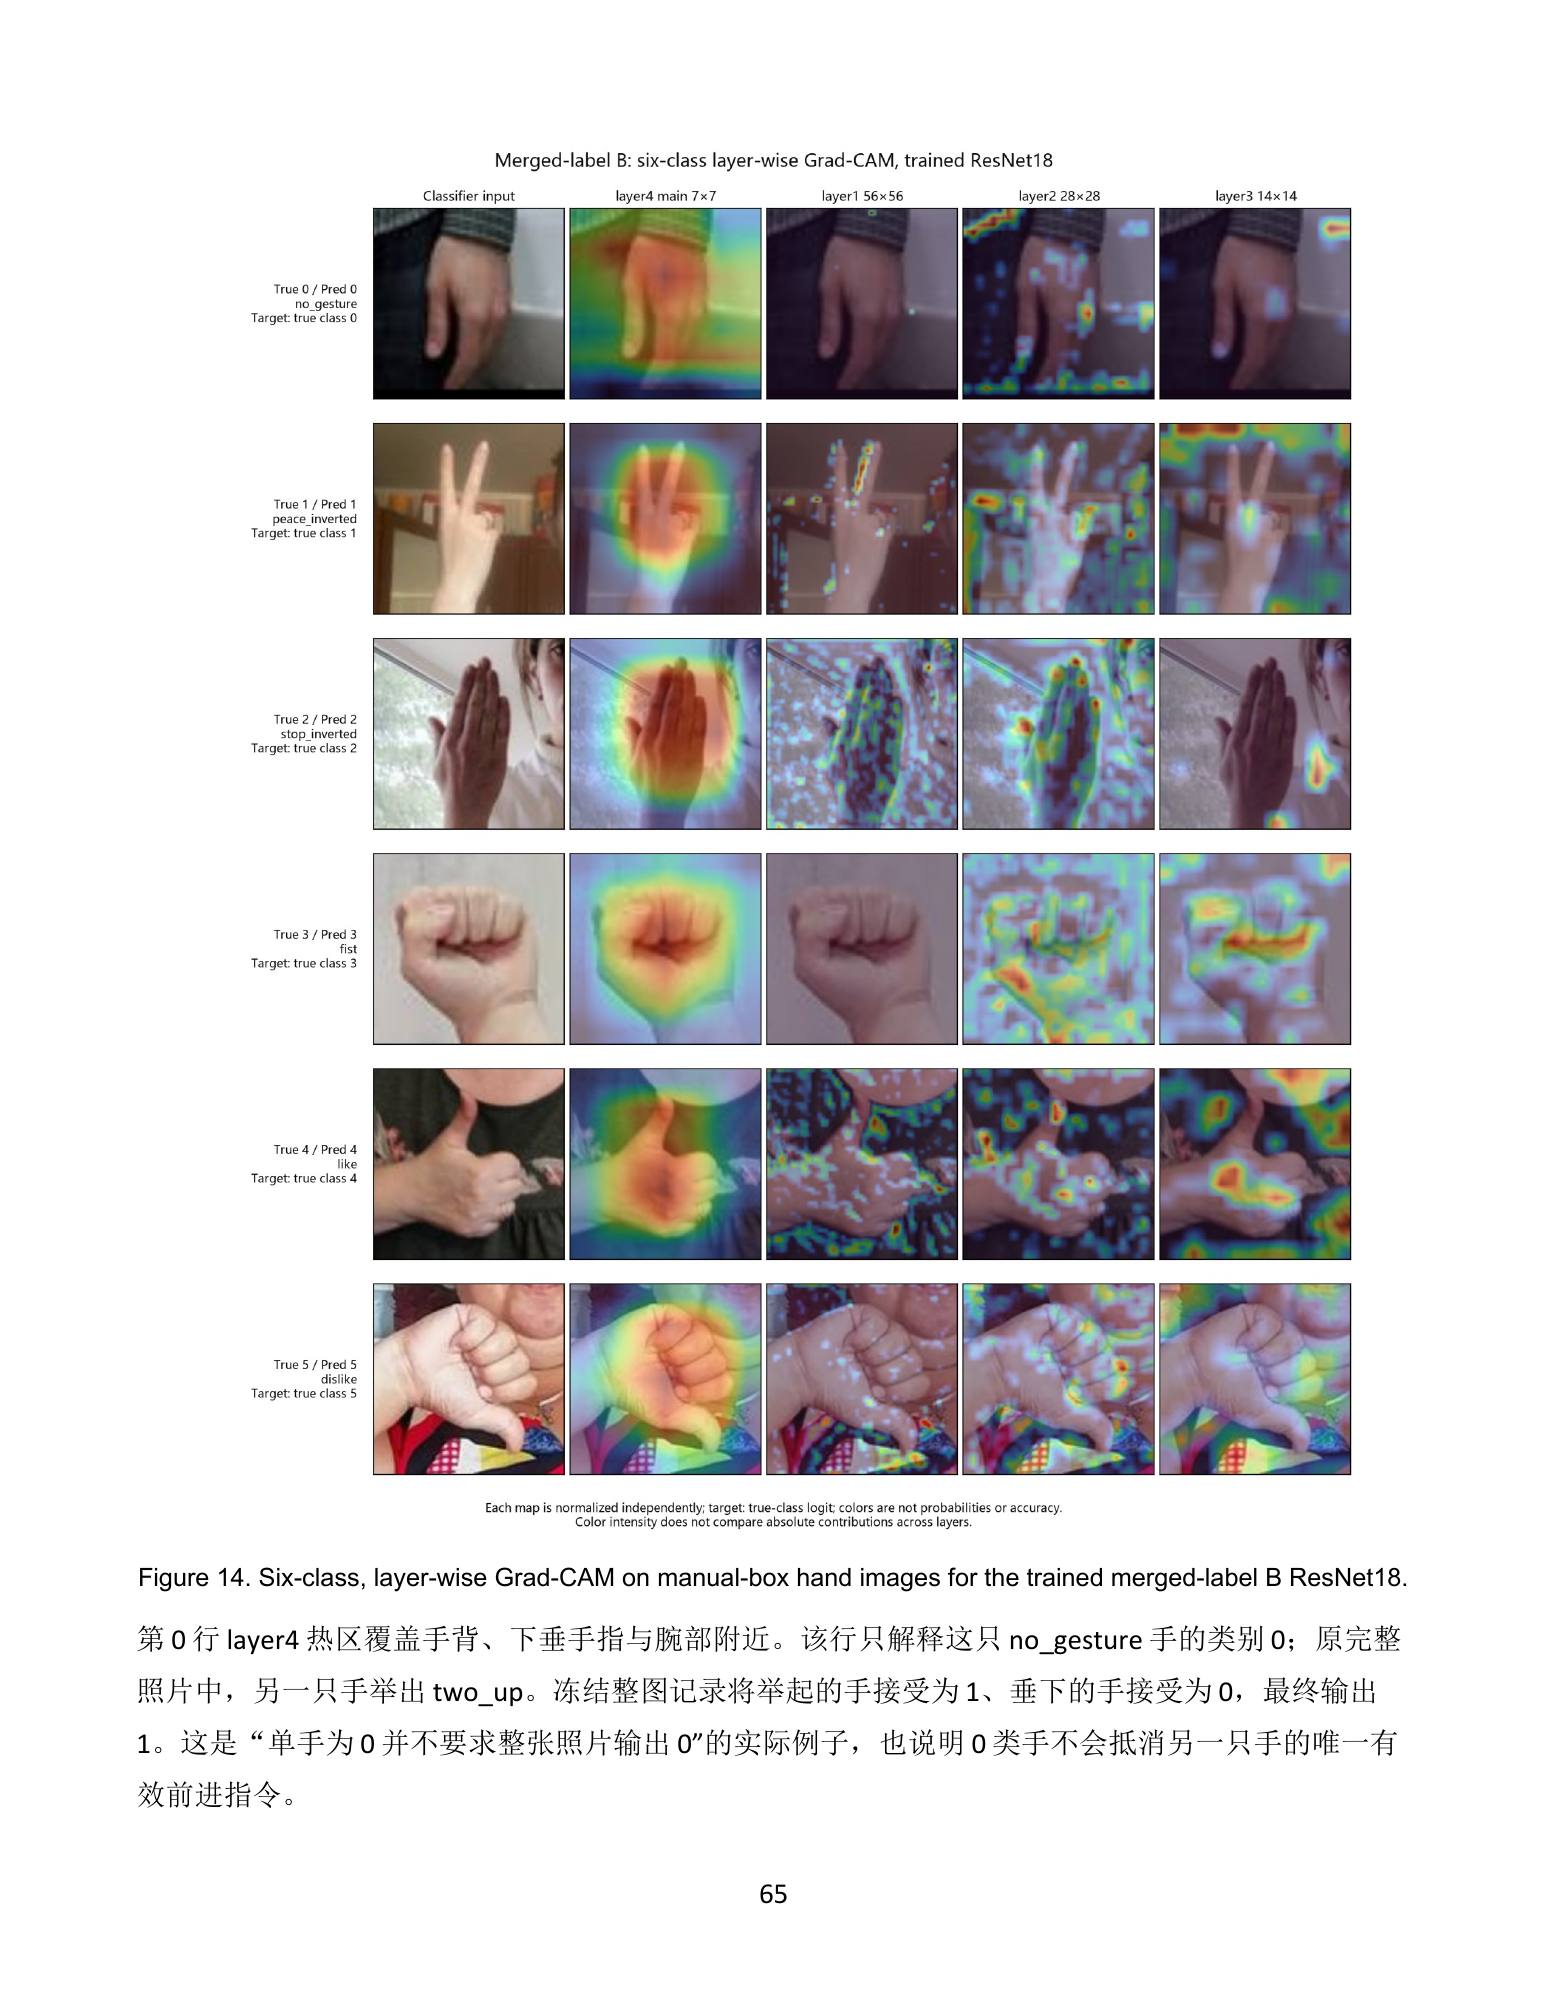 Merged-label B: six-class layer-wise Grad-CAM, trained ResNet18
Classifier input
layer4 main 7×7
layer1 56×56
layer2 28×28
layer3 14×14
True 0 / Pred 0
no_gesture
Target: true class 0
True 1 / Pred 1
peace_inverted
Target: true class 1
True 2 / Pred 2
stop_inverted
Target: true class 2
True 3 / Pred 3
fist
Target: true class 3
True 4 / Pred 4
like
Target: true class 4
True 5 / Pred 5
dislike
Target: true class 5
Each map is normalized independently; target: true-class logit; colors are not probabilities or accuracy.
Color intensity does not compare absolute contributions across layers.
Figure 14. Six-class, layer-wise Grad-CAM on manual-box hand images for the trained merged-label B ResNet18.
第 0 行 layer4 热区覆盖手背、下垂手指与腕部附近。该行只解释这只 no_gesture 手的类别 0；原完整
照片中，另一只手举出 two_up。冻结整图记录将举起的手接受为 1、垂下的手接受为 0，最终输出
1。这是“单手为 0 并不要求整张照片输出 0”的实际例子，也说明 0 类手不会抵消另一只手的唯一有
效前进指令。
65